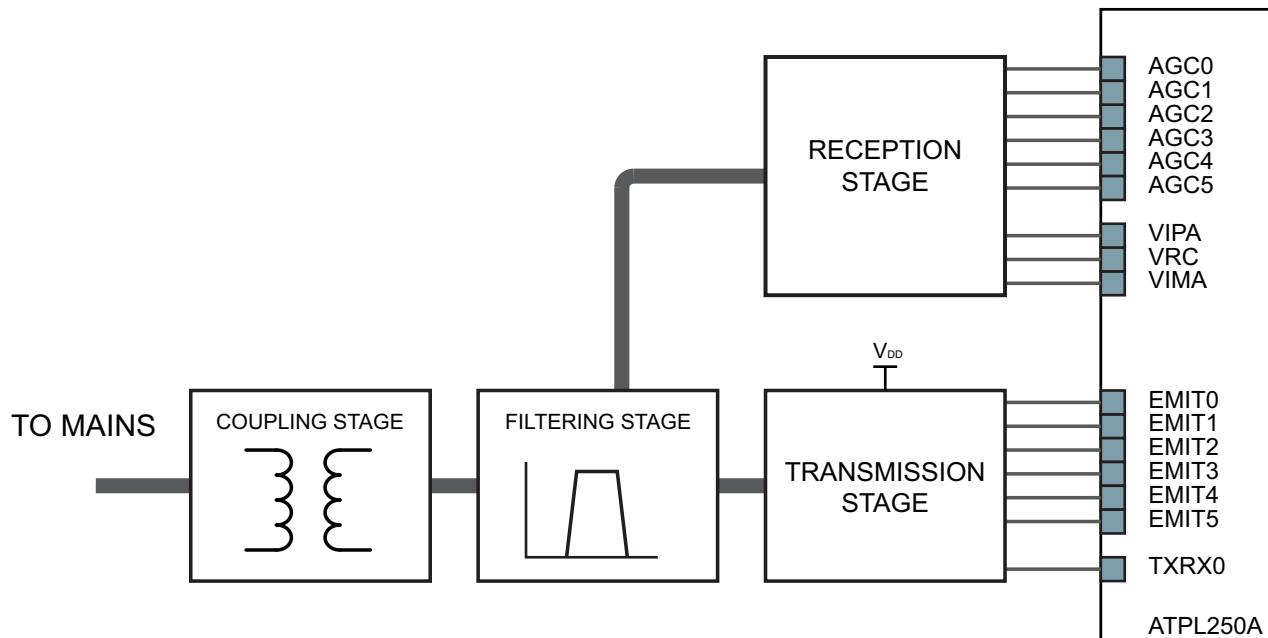 AGC0
AGC1
AGC2
AGC3
AGC4
AGC5
RECEPTION
STAGE
VIPA
VRC
VIMA
VDD
TO MAINS
COUPLING STAGE
FILTERING STAGE
TRANSMISSION
STAGE
EMIT0
EMIT1
EMIT2
EMIT3
EMIT4
EMIT5
TXRX0
ATPL250A